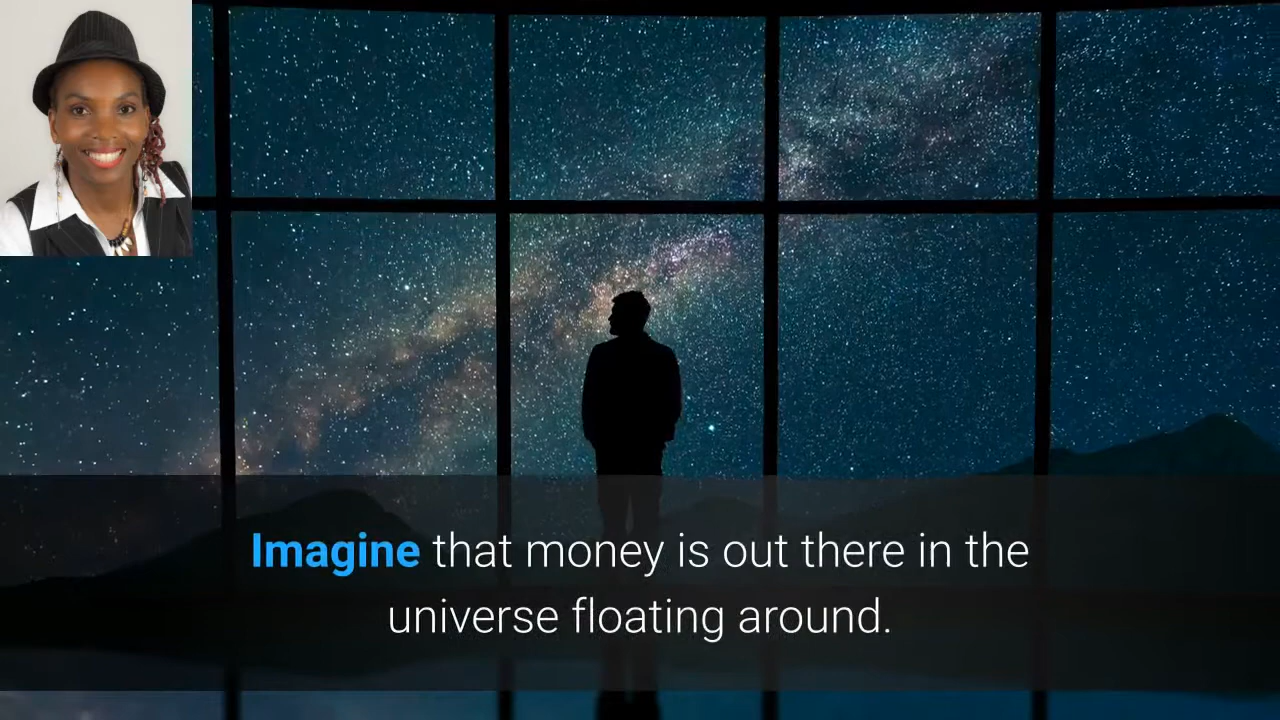 Imagine that money is out there in the
universe floating around.